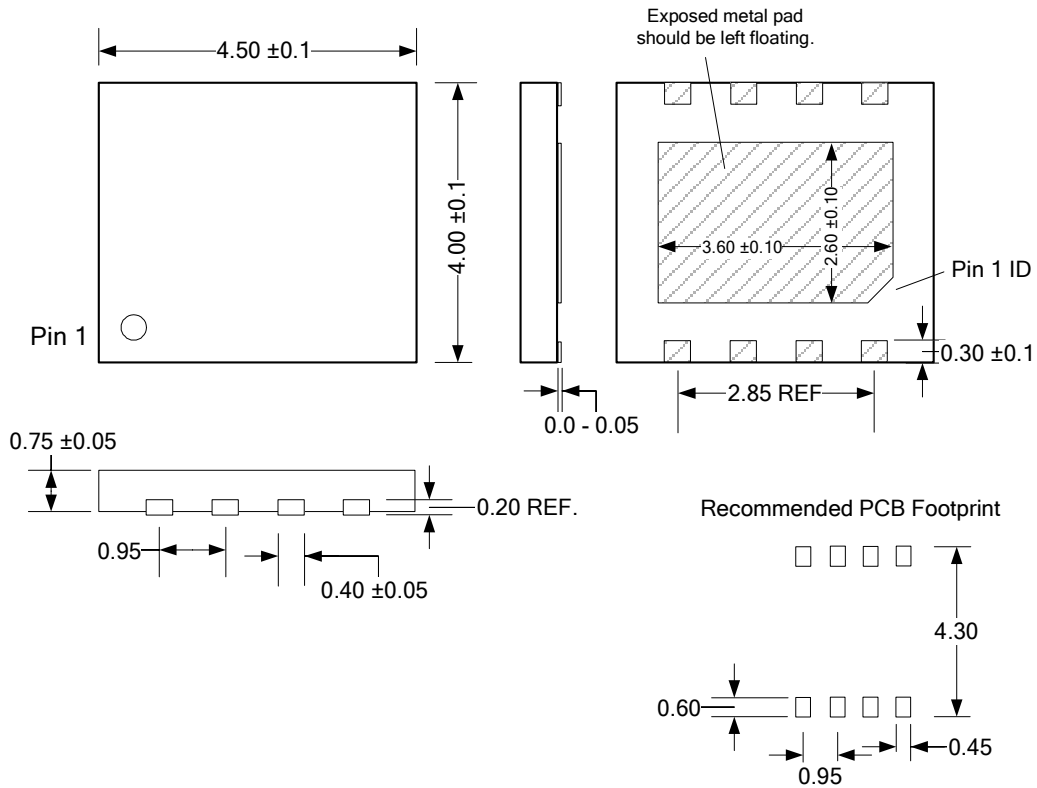 Exposed metal pad
should be left floating.
4.50 ±0.1
4.00 ±0.1
2.60 ±0.10
3.60 ±0.10
Pin 1 ID
Pin 1
0.30 ±0.1
2.85 REF
0.0 - 0.05
0.75 ±0.05
0.20 REF.
Recommended PCB Footprint
0.95
0.40 ±0.05
4.30
0.60
0.45
0.95